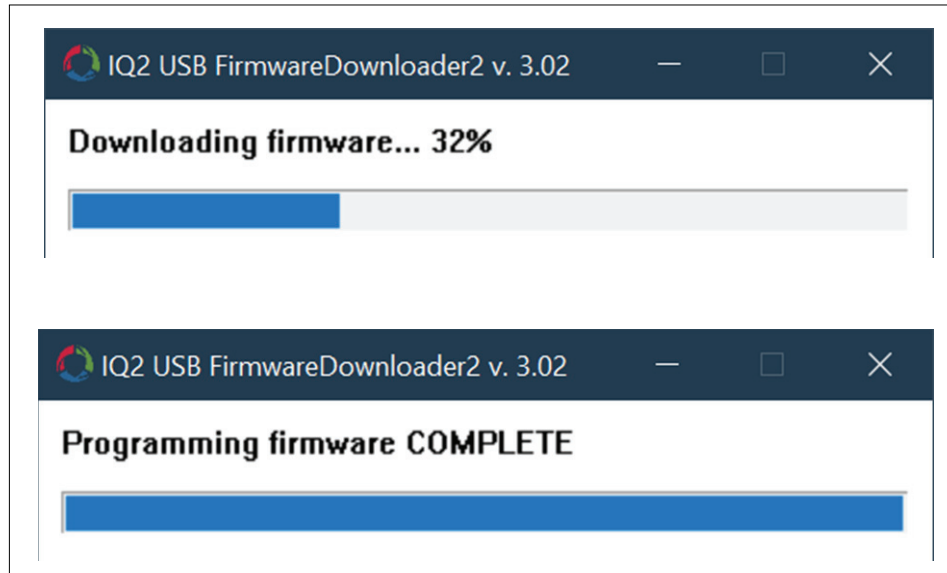 IQ2 USB FirmwareDownloader2 v. 3.02
Downloading firmware... 32%
IQ2 USB FirmwareDownloader2 v. 3.02
Programming firmware COMPLETE